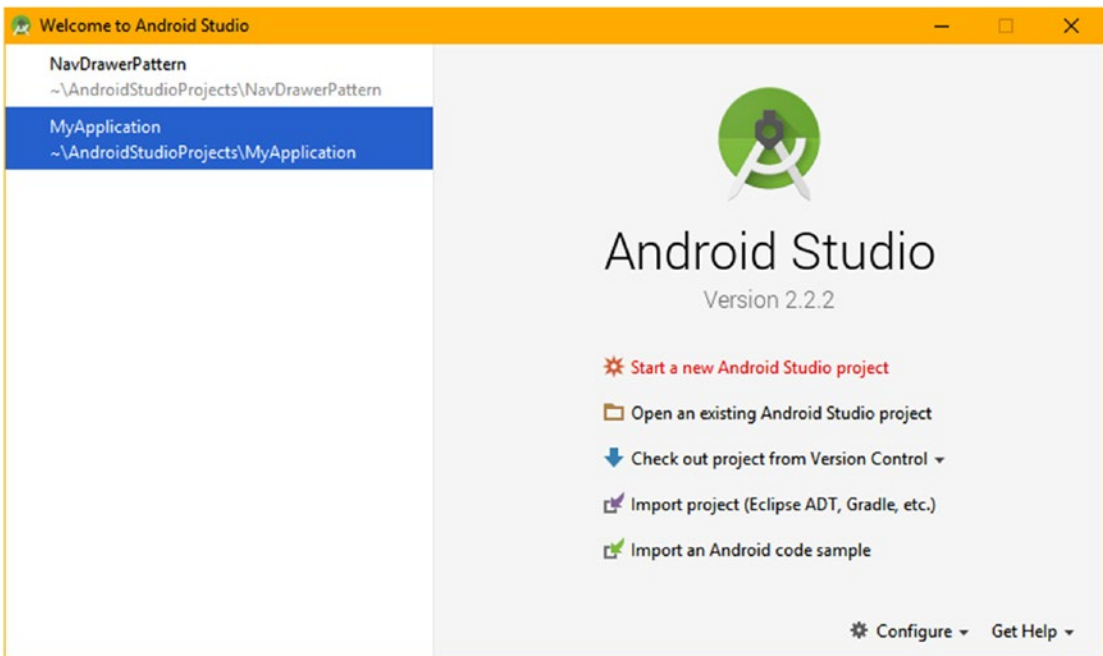 Welcome to Android Studio
NavDrawerPattern
~\AndroidStudioProjects\NavDrawerPattern
MyApplication
~\AndroidStudioProjects\MyApplication
Android Studio
Version 2.2.2
Start a new Android Studio project
Open an existing Android Studio project
Check out project from Version Control
Import project (Eclipse ADT, Gradle, etc.)
Import an Android code sample
Configure Get Help